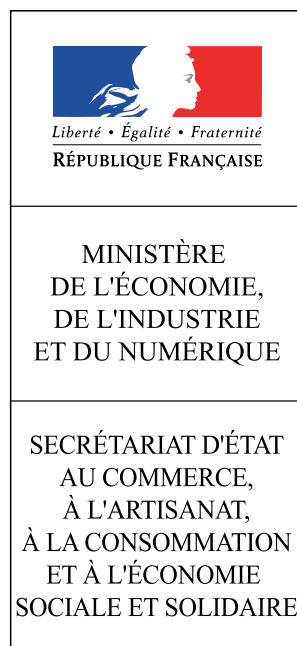 Liberté • Égalité • Fraternité
RÉPUBLIQUE FRANÇAISE
MINISTÈRE
DE L'ÉCONOMIE,
DE L'INDUSTRIE
ET DU NUMÉRIQUE
SECRÉTARIAT D'ÉTAT
AU COMMERCE,
À L'ARTISANAT,
À LA CONSOMMATION
ET À L'ÉCONOMIE
SOCIALE ET SOLIDAIRE